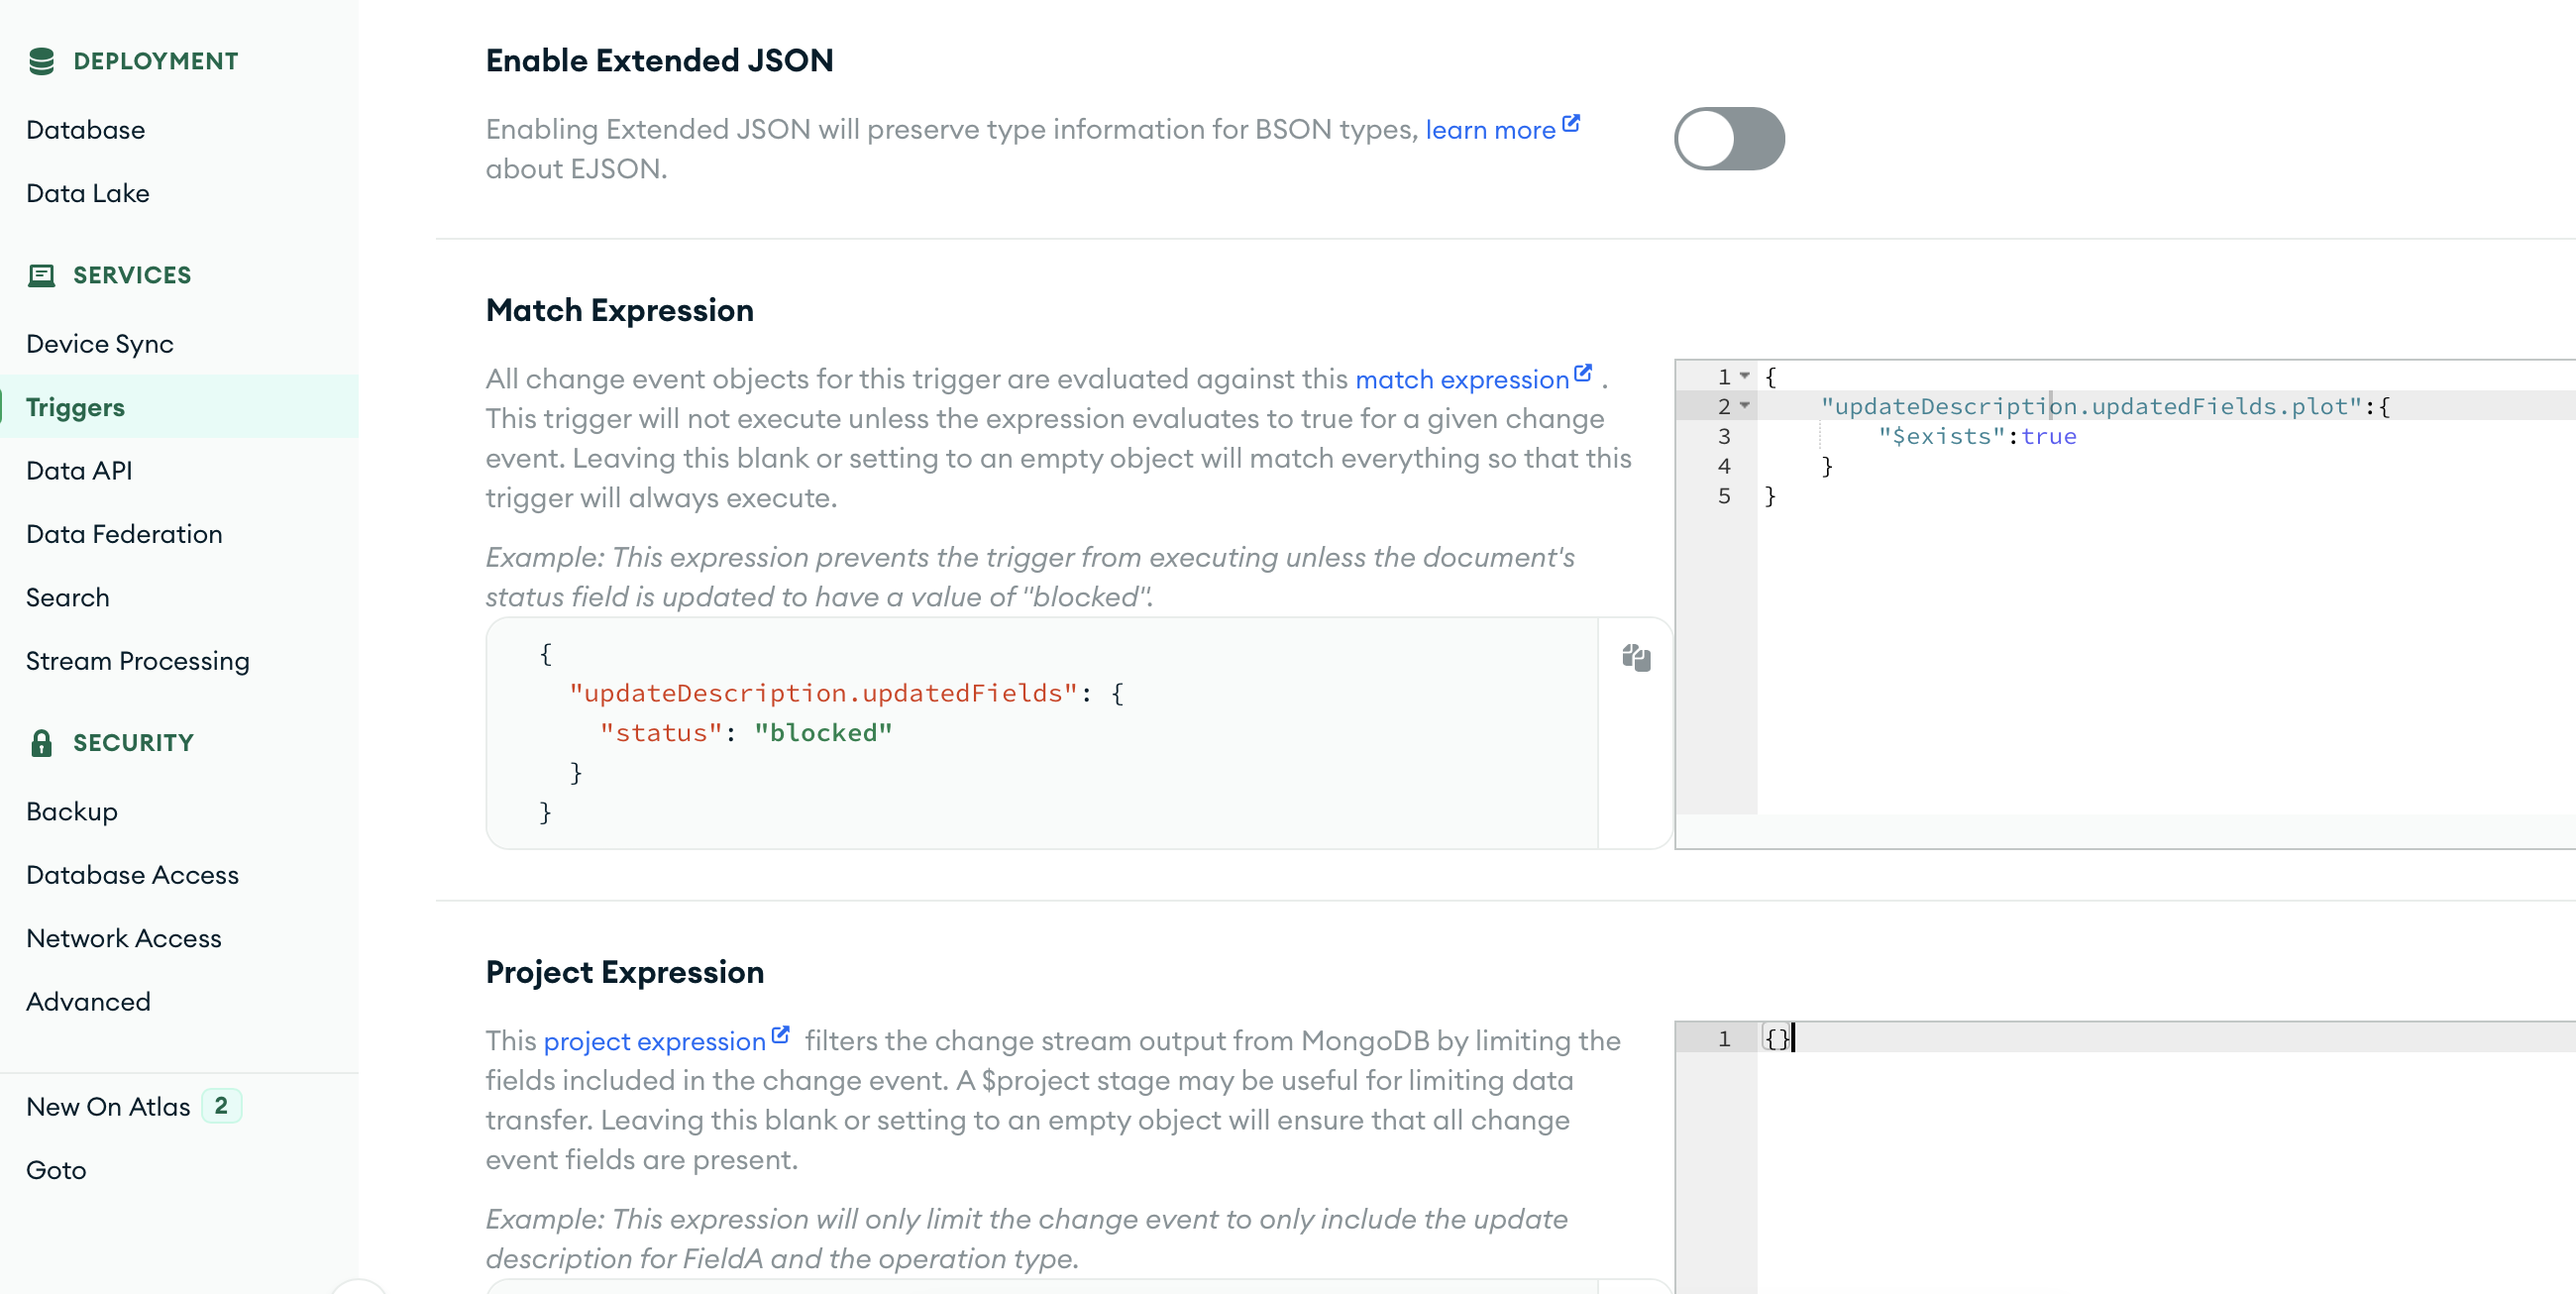 DEPLOYMENT
Database
Data Lake
SERVICES
Device Sync
Triggers
Data API
Data Federation
Search
Stream Processing
SECURITY
Backup
Database Access
Network Access
Advanced
New On Atlas 2
Goto
Enable Extended JSON
Enabling Extended JSON will preserve type information for BSON types, learn more
about EJSON.
Match Expression
All change event objects for this trigger are evaluated against this match expression .
This trigger will not execute unless the expression evaluates to true for a given change
event. Leaving this blank or setting to an empty object will match everything so that this
trigger will always execute.
Example: This expression prevents the trigger from executing unless the document's
status field is updated to have a value of "blocked".
{
"updateDescription.updatedFields": {
"status": "blocked"
}
}
1 {
2 "updateDescription.updatedFields.plot":{
3 "$exists":true
4 }
5 }
Project Expression
This project expression filters the change stream output from MongoDB by limiting the
fields included in the change event. A $project stage may be useful for limiting data
transfer. Leaving this blank or setting to an empty object will ensure that all change
event fields are present.
Example: This expression will only limit the change event to only include the update
description for FieldA and the operation type.
1 {}